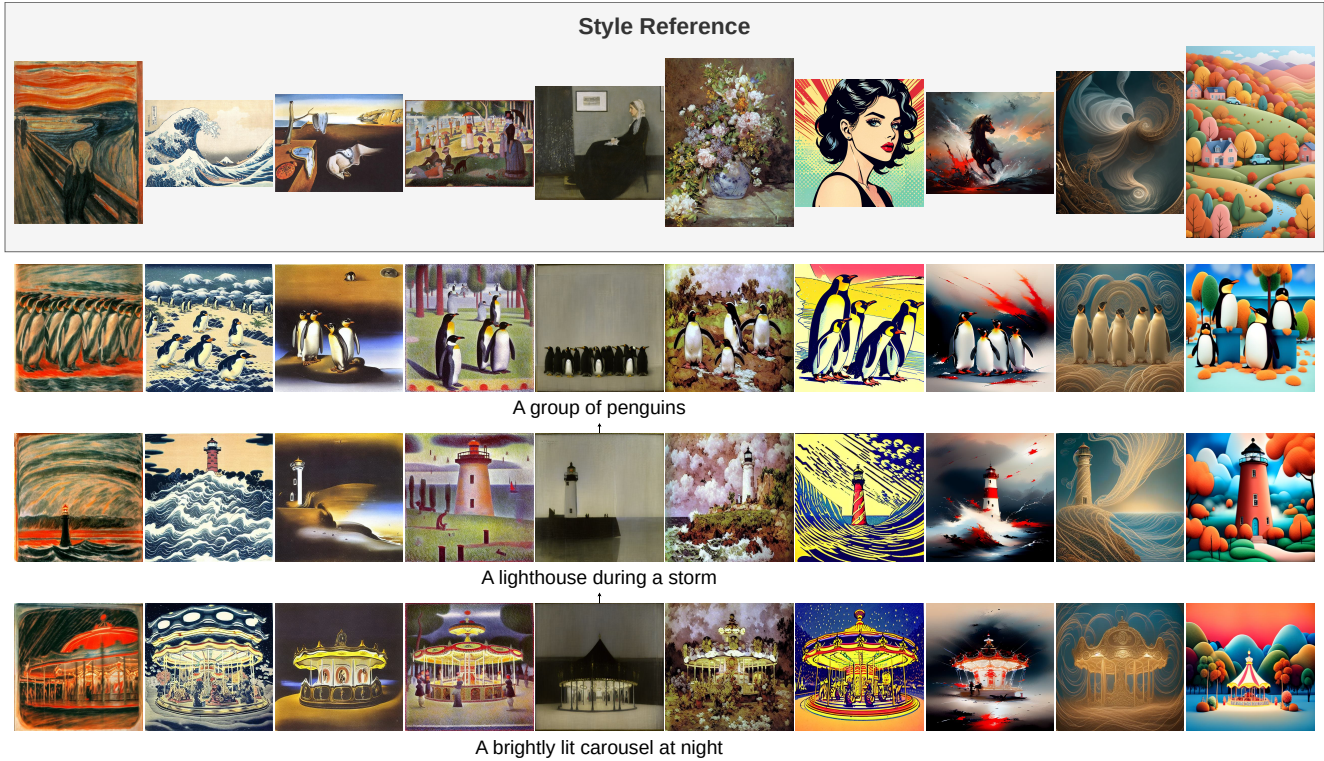 Style Reference
A group of penguins
A lighthouse during a storm
A brightly lit carousel at night